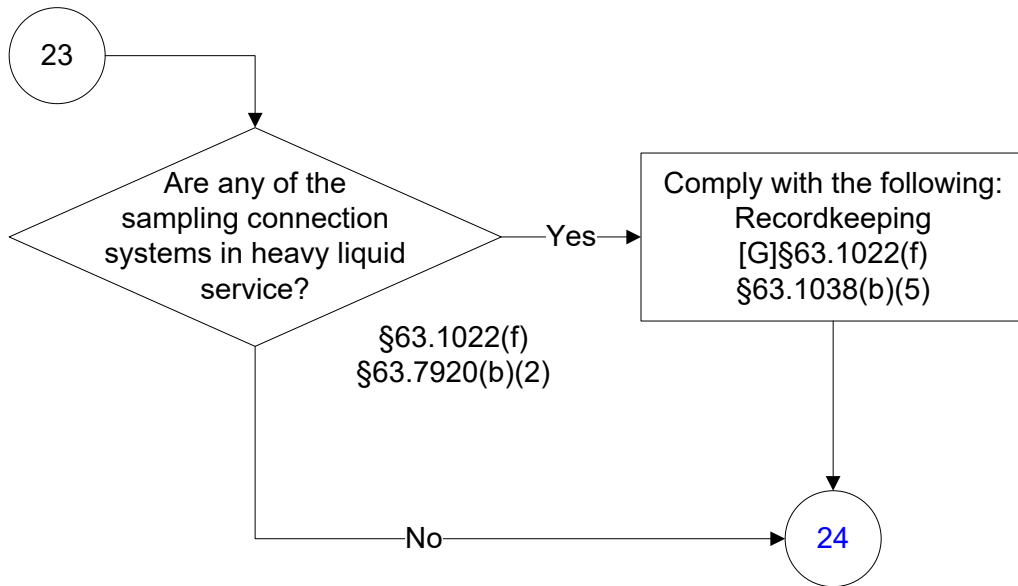 23
Are any of the
sampling connection
systems in heavy liquid
service?
Yes
Comply with the following:
Recordkeeping
[G]§63.1022(f)
§63.1038(b)(5)
§63.1022(f)
§63.7920(b)(2)
No
24